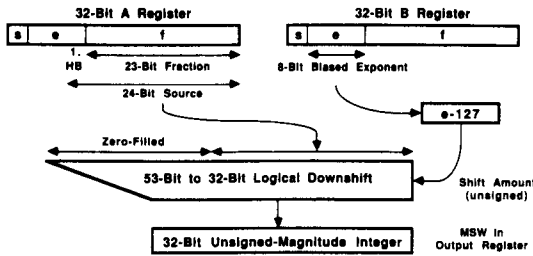 32-Bit A Register
32-Bit B Register
s e f
s e f
1.
HB
23-Bit Fraction
8-Bit Biased Exponent
24-Bit Source
e-127
Zero-Filled
53-Bit to 32-Bit Logical Downshift
Shift Amount
(unsigned)
32-Bit Unsigned-Magnitude Integer
MSW in
Output Register